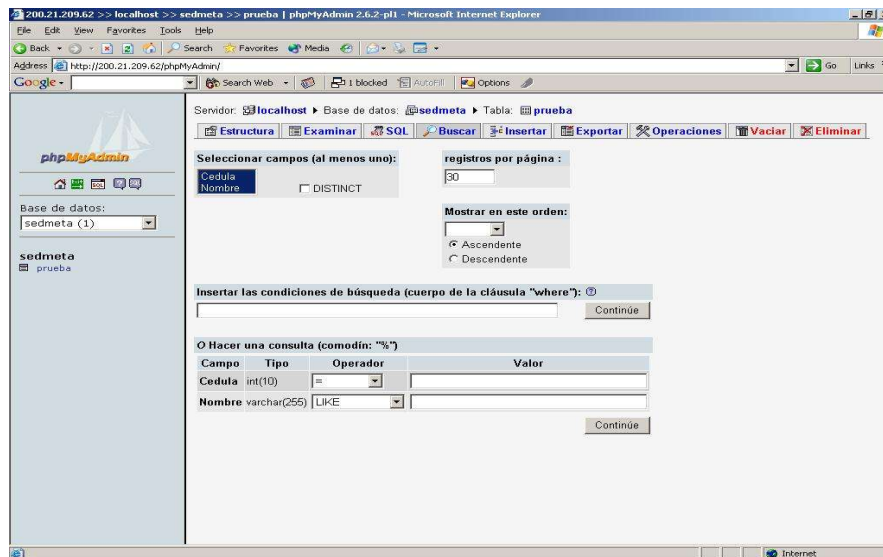 200.21.209.62 >> localhost >> sedmeta >> prueba | phpMyAdmin 2.6.2-pl1 - Microsoft Internet Explorer
File Edit View Favorites Tools Help
Back Search Favorites Media
Address http://200.21.209.62/phpMyAdmin/ Go Links
Google - Search Web 1 blocked AutoFill Options
phpMyAdmin
SQL
Base de datos:
sedmeta (1)
sedmeta
prueba
Servidor: localhost Base de datos: sedmeta Tabla: prueba
Estructura Examinar SQL Buscar Insertar Exportar Operaciones Vaciar Eliminar
Seleccionar campos (al menos uno):
Cedula
Nombre
DISTINCT
registros por página :
30
Mostrar en este orden:
Ascendente
Descendente
Insertar las condiciones de búsqueda (cuerpo de la cláusula "where"):
Continúe
O Hacer una consulta (comodín: "%")
Campo Tipo Operador Valor
Cedula int(10) =
Nombre varchar(255) LIKE
Continúe
Internet